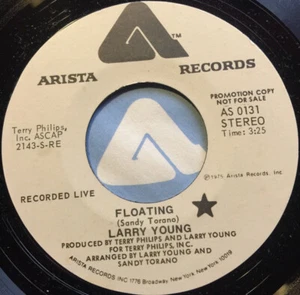 TM
ARISTA RECORDS
PROMOTION COPY
NOT FOR SALE
AS 0131
STEREO
Time: 3:25
Terry Philips,
Inc. ASCAP
2143-S-RE
℗1975 Arista Records, Inc.
RECORDED LIVE
FLOATING
(Sandy Torano)
LARRY YOUNG
PRODUCED BY TERRY PHILIPS AND LARRY YOUNG
FOR TERRY PHILIPS, INC.
ARRANGED BY LARRY YOUNG AND
SANDY TORANO
ARISTA RECORDS INC 1776 Broadway, New York, New York 10019